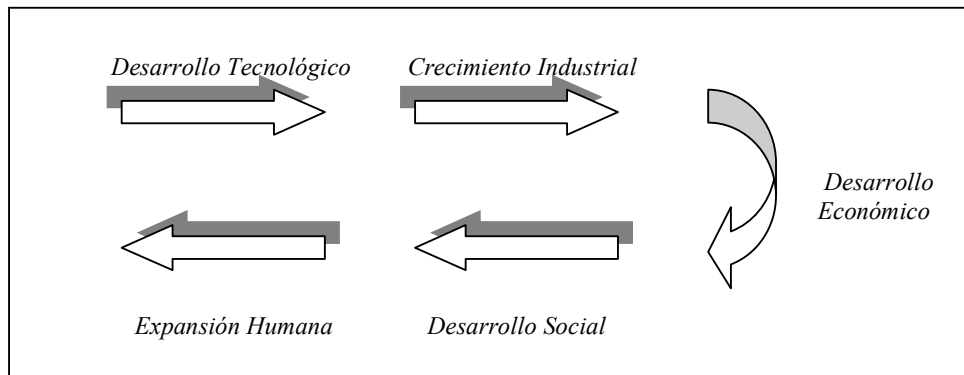 Desarrollo Tecnológico
Crecimiento Industrial
Desarrollo
Económico
Expansión Humana
Desarrollo Social